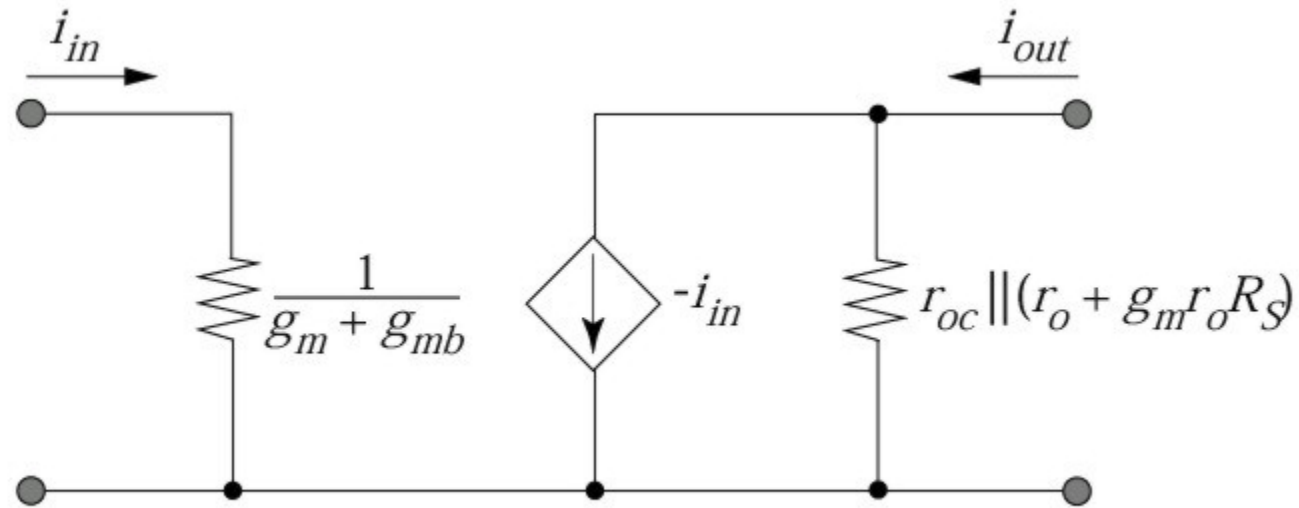 i_in
i_out
1
g_m + g_mb
-i_in
r_oc||(r_o + g_m r_o R_S)